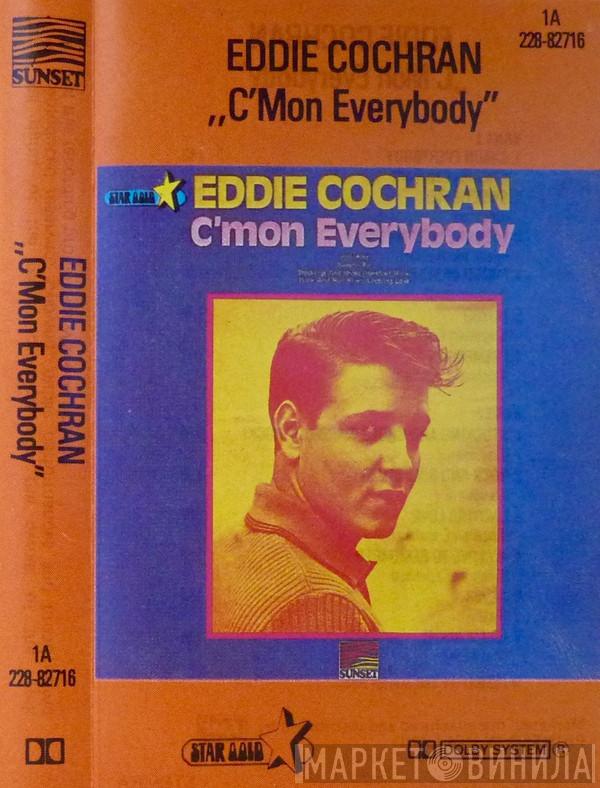 SUNSET
1A
228-82716
EDDIE COCHRAN
„C'Mon Everybody”
STAR GOLD
EDDIE COCHRAN
C'mon Everybody
SUNSET
EDDIE COCHRAN
„C'Mon Everybody”
1A
228-82716
STAR GOLD
DOLBY SYSTEM ®
МАРКЕТ ВИНИЛА